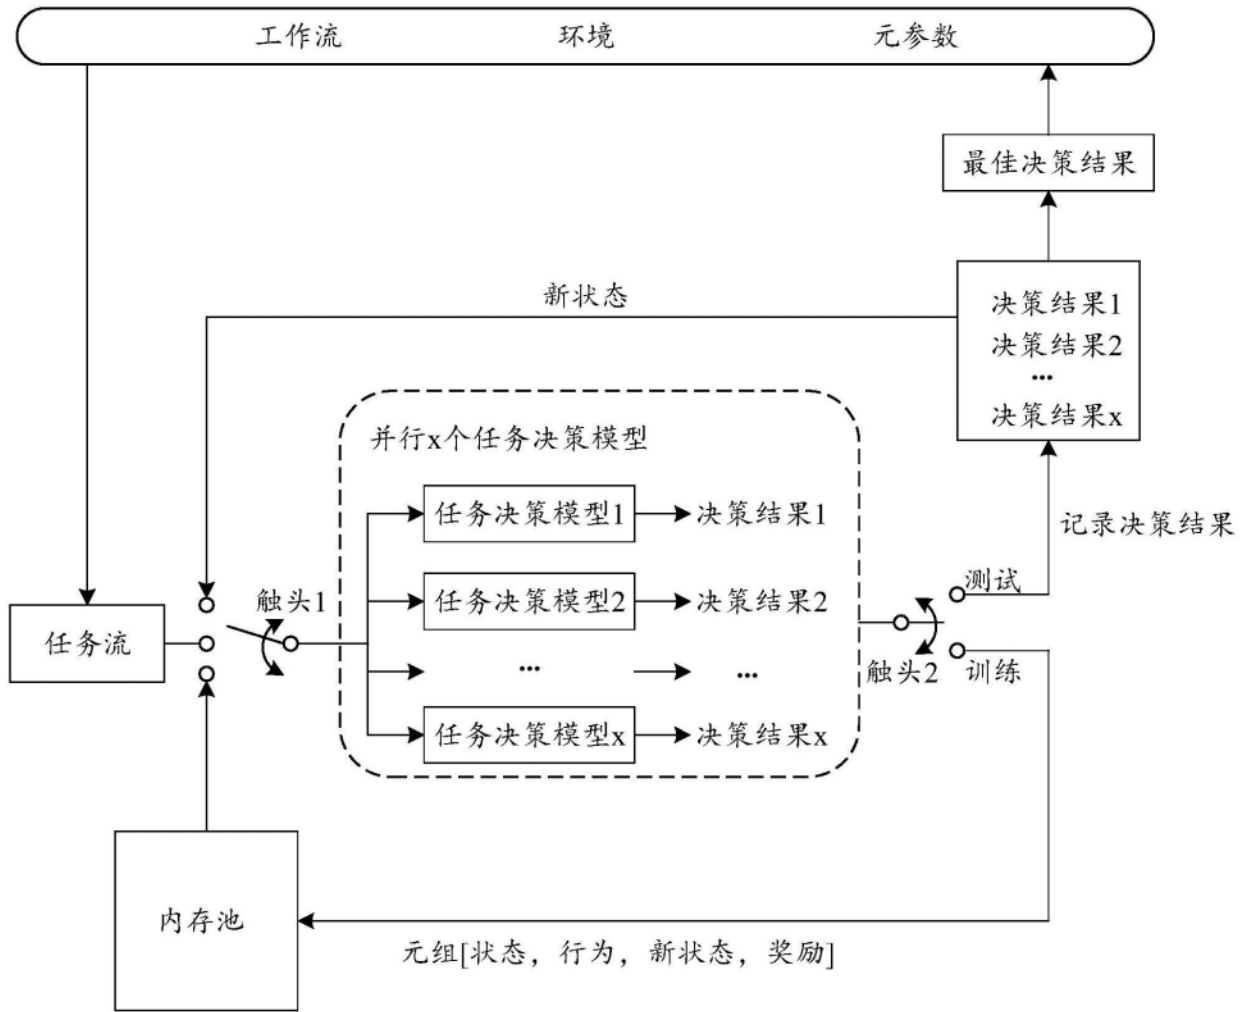 工作流 环境 元参数
最佳决策结果
新状态
决策结果1
决策结果2
...
决策结果x
并行x个任务决策模型
任务决策模型1 决策结果1
记录决策结果
任务决策模型2 决策结果2
测试
触头1
任务流
... ...
触头2 训练
任务决策模型x 决策结果x
内存池
元组[状态，行为，新状态，奖励]